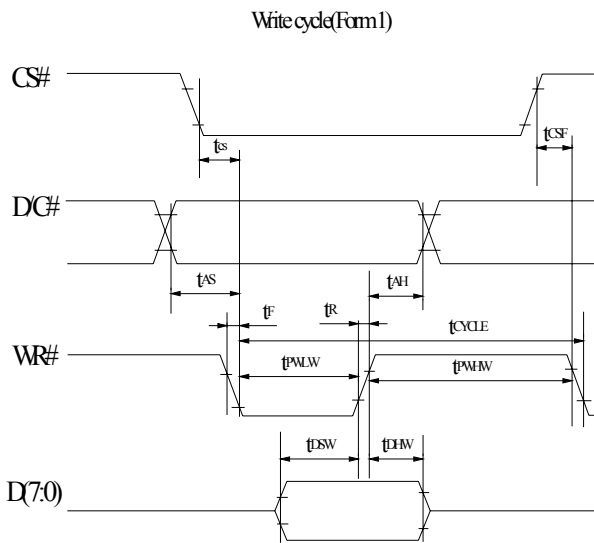 Write cycle(Form1)
CS#
tcs
tCSF
D/C#
tAS
tAH
tF
tR
tCYCLE
WR#
tPWLW
tPWHW
tDSW
tDHW
D(7:0)